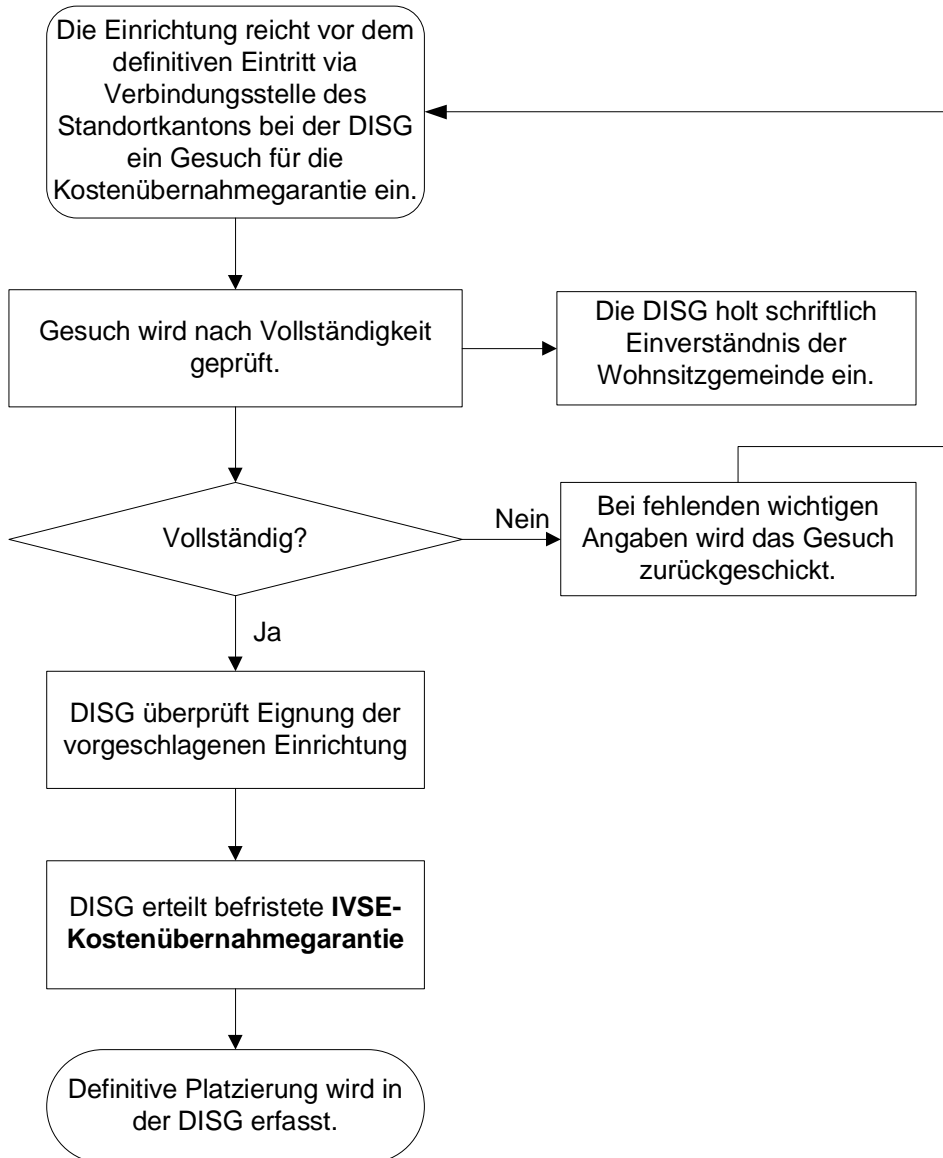 Die Einrichtung reicht vor dem
definitiven Eintritt via
Verbindungsstelle des
Standortkantons bei der DISG
ein Gesuch für die
Kostenübernahmegarantie ein.
Gesuch wird nach Vollständigkeit
geprüft.
Die DISG holt schriftlich
Einverständnis der
Wohnsitzgemeinde ein.
Vollständig?
Nein
Bei fehlenden wichtigen
Angaben wird das Gesuch
zurückgeschickt.
Ja
DISG überprüft Eignung der
vorgeschlagenen Einrichtung
DISG erteilt befristete IVSE-
Kostenübernahmegarantie
Definitive Platzierung wird in
der DISG erfasst.